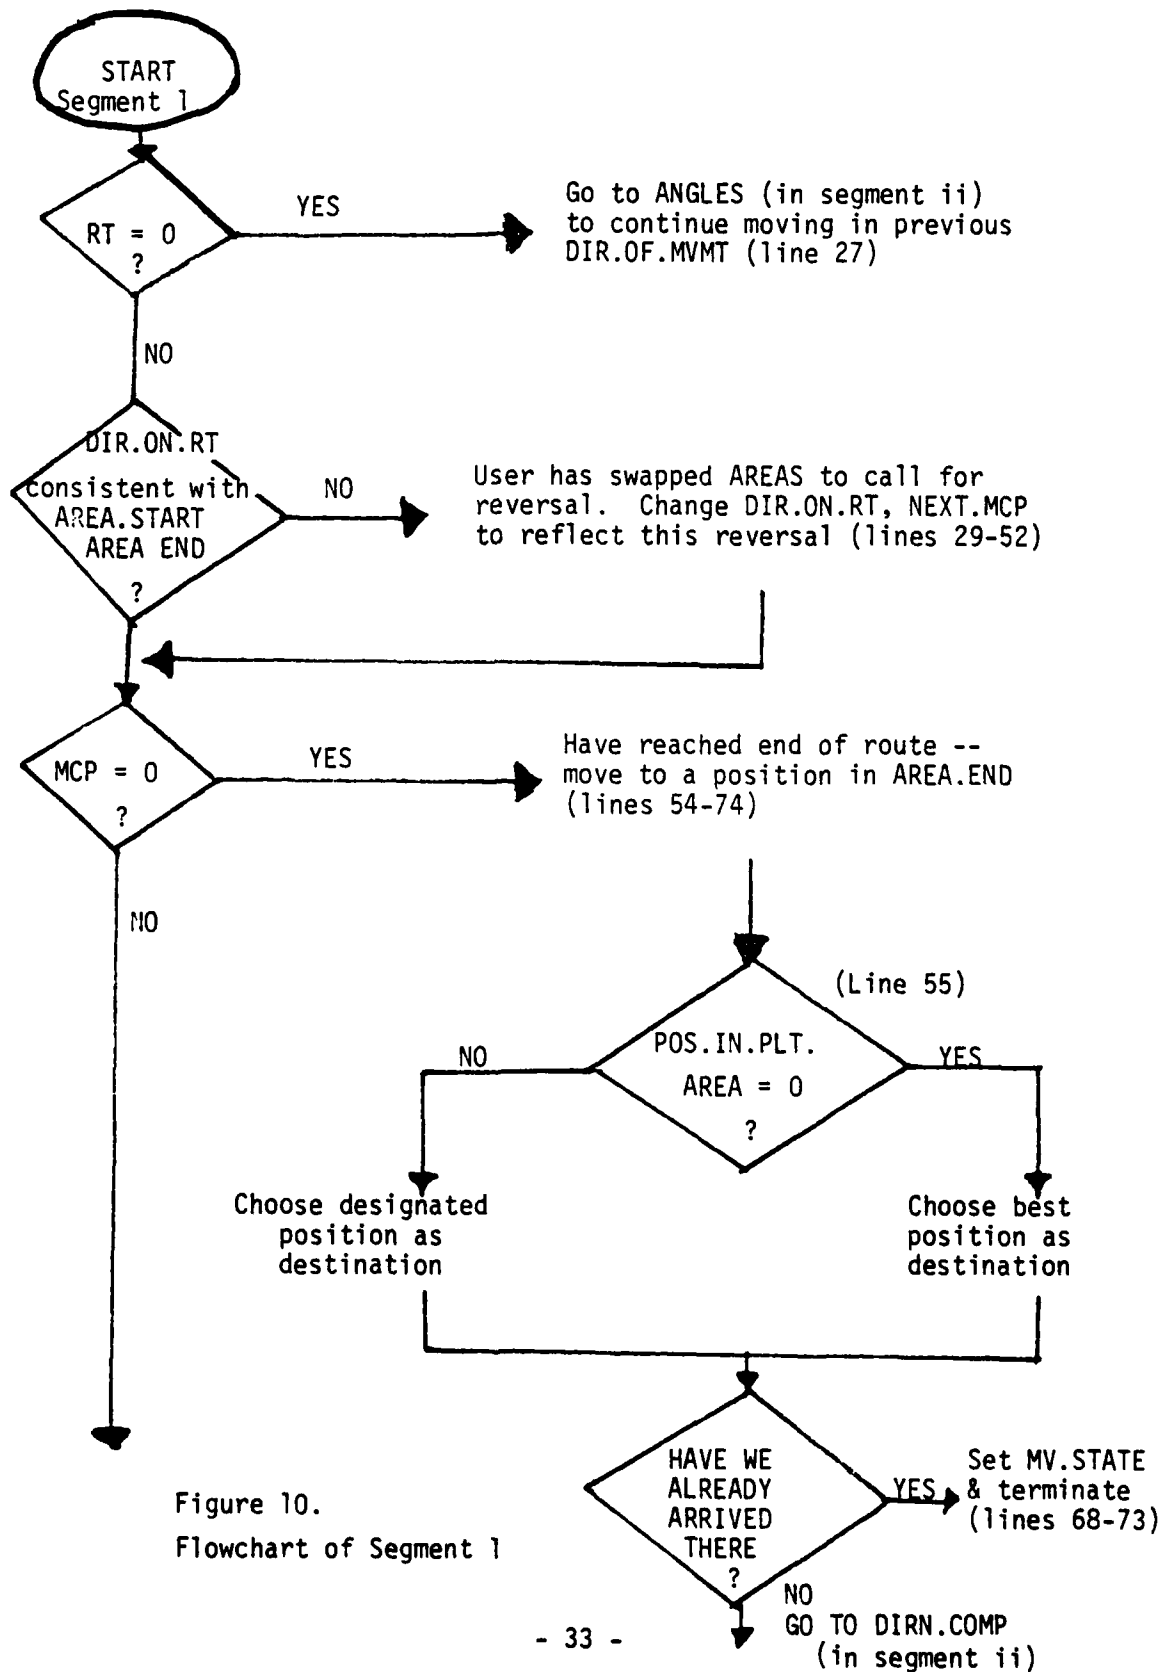 START
Segment 1
RT = 0
?
YES
Go to ANGLES (in segment ii)
to continue moving in previous
DIR.OF.MVMT (line 27)
NO
DIR.ON.RT
consistent with
AREA.START
AREA END
?
NO
User has swapped AREAS to call for
reversal. Change DIR.ON.RT, NEXT.MCP
to reflect this reversal (lines 29-52)
MCP = 0
?
YES
Have reached end of route --
move to a position in AREA.END
(lines 54-74)
NO
(Line 55)
POS.IN.PLT.
AREA = 0
?
NO
YES
Choose designated
position as
destination
Choose best
position as
destination
HAVE WE
ALREADY
ARRIVED
THERE
?
YES
Set MV.STATE
& terminate
(lines 68-73)
NO
GO TO DIRN.COMP
(in segment ii)
Figure 10.
Flowchart of Segment 1
- 33 -